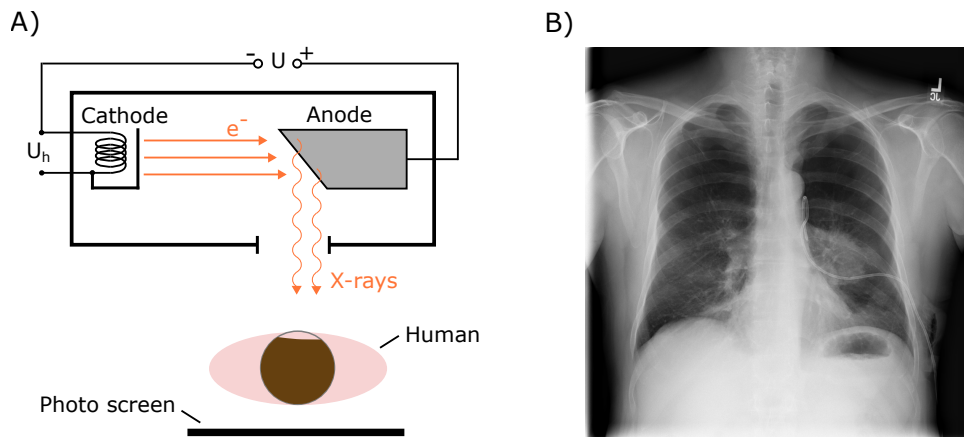 A)
B)
- U +
Cathode
Anode
e-
Uh
X-rays
Human
Photo screen
L